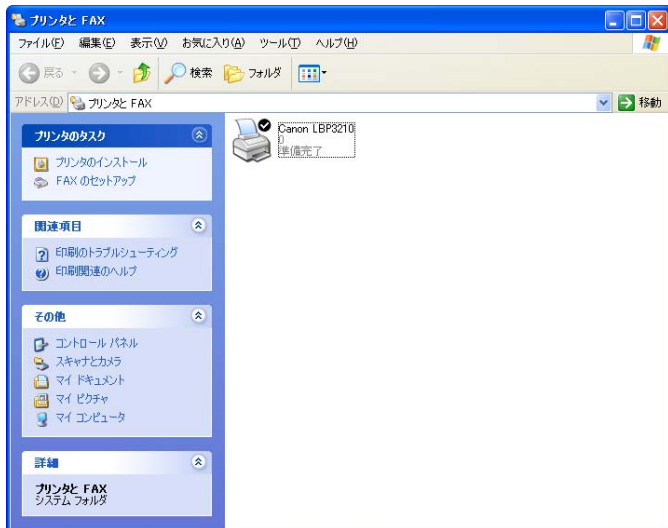 プリンタと FAX
ファイル(F) 編集(E) 表示(V) お気に入り(A) ツール(T) ヘルプ(H)
戻る 検索 フォルダ
アドレス(D) プリンタと FAX 移動
プリンタのタスク
プリンタのインストール
FAX のセットアップ
関連項目
印刷のトラブルシューティング
印刷関連のヘルプ
その他
コントロール パネル
スキャナとカメラ
マイ ドキュメント
マイ ピクチャ
マイ コンピュータ
詳細
プリンタと FAX
システム フォルダ
Canon LBP3210
0
準備完了